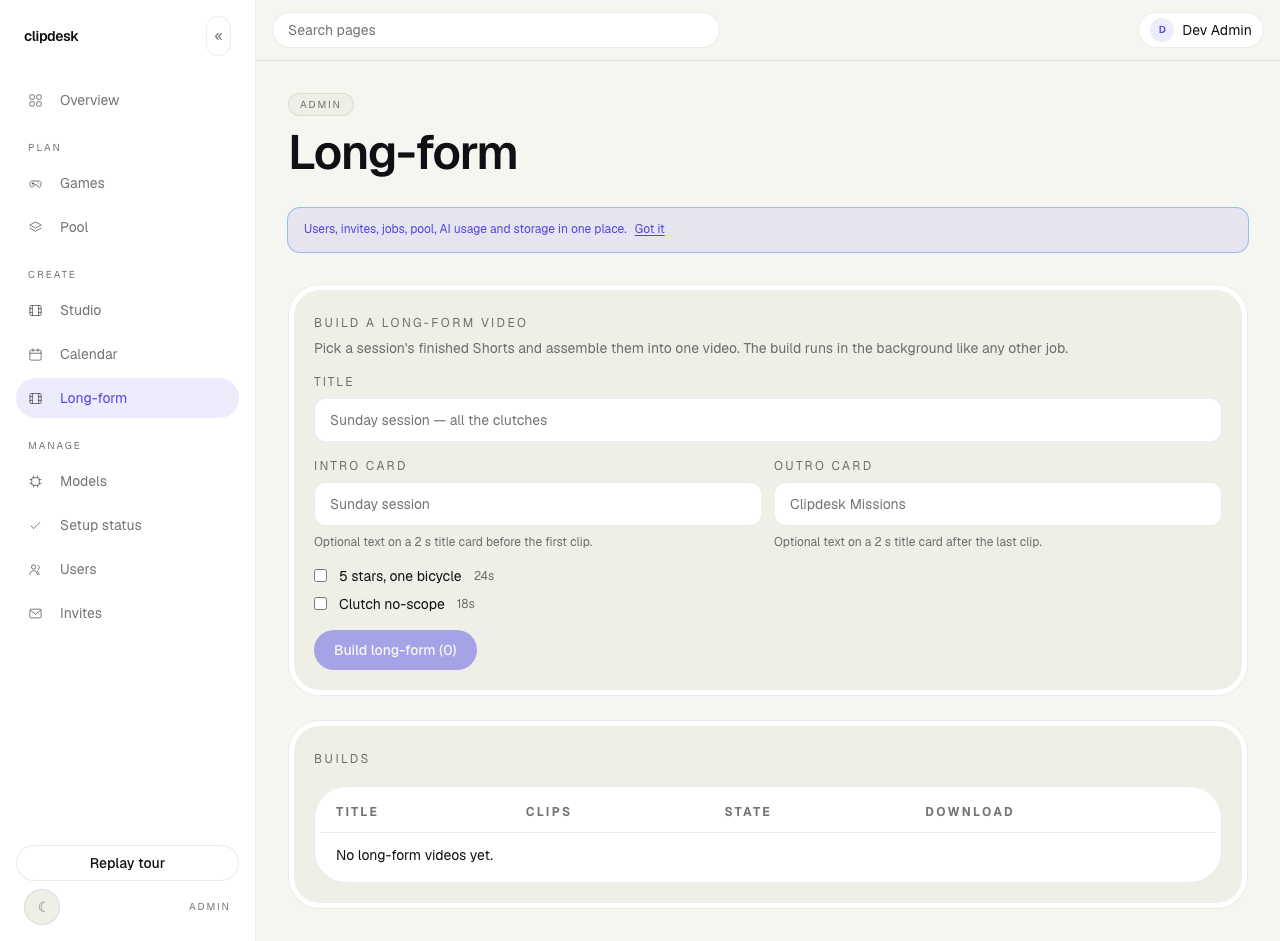 clipdesk
«
Search pages
D
Dev Admin
Overview
PLAN
Games
Pool
CREATE
Studio
Calendar
Long-form
MANAGE
Models
Setup status
Users
Invites
Replay tour
ADMIN
ADMIN
Long-form
Users, invites, jobs, pool, AI usage and storage in one place. Got it
BUILD A LONG-FORM VIDEO
Pick a session's finished Shorts and assemble them into one video. The build runs in the background like any other job.
TITLE
Sunday session — all the clutches
INTRO CARD
Sunday session
Optional text on a 2 s title card before the first clip.
OUTRO CARD
Clipdesk Missions
Optional text on a 2 s title card after the last clip.
5 stars, one bicycle 24s
Clutch no-scope 18s
Build long-form (0)
BUILDS
TITLE CLIPS STATE DOWNLOAD
No long-form videos yet.